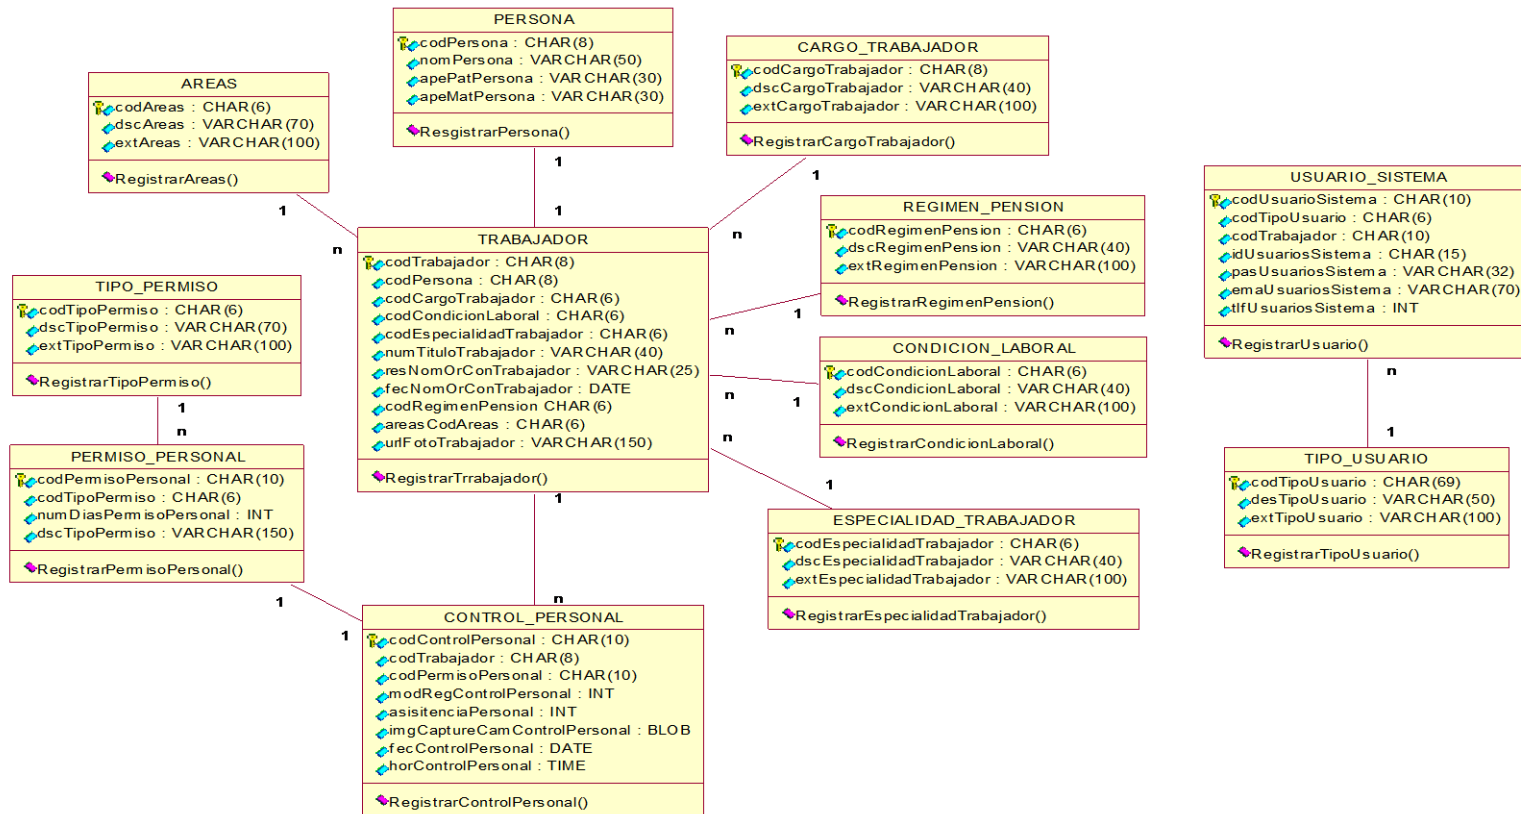 PERSONA
codPersona : CHAR(8)
nomPersona : VARCHAR(50)
apePatPersona : VARCHAR(30)
apeMatPersona : VARCHAR(30)
ResgistrarPersona()
1
1
CARGO_TRABAJADOR
codCargoTrabajador : CHAR(8)
dscCargoTrabajador : VARCHAR(40)
extCargoTrabajador : VARCHAR(100)
RegistrarCargoTrabajador()
1
n
AREAS
codAreas : CHAR(6)
dscAreas : VARCHAR(70)
extAreas : VARCHAR(100)
RegistrarAreas()
1
n
TRABAJADOR
codTrabajador : CHAR(8)
codPersona : CHAR(8)
codCargoTrabajador : CHAR(6)
codCondicionLaboral : CHAR(6)
codEspecialidadTrabajador : CHAR(6)
numTituloTrabajador : VARCHAR(40)
resNomOrConTrabajador : VARCHAR(25)
fecNomOrConTrabajador : DATE
codRegimenPension CHAR(6)
areasCodAreas : CHAR(6)
urlFotoTrabajador : VARCHAR(150)
RegistrarTrrabajador()
1
n
REGIMEN_PENSION
codRegimenPension : CHAR(6)
dscRegimenPension : VARCHAR(40)
extRegimenPension : VARCHAR(100)
RegistrarRegimenPension()
1
n
CONDICION_LABORAL
codCondicionLaboral : CHAR(6)
dscCondicionLaboral : VARCHAR(40)
extCondicionLaboral : VARCHAR(100)
RegistrarCondicionLaboral()
n
1
n
1
ESPECIALIDAD_TRABAJADOR
codEspecialidadTrabajador : CHAR(6)
dscEspecialidadTrabajador : VARCHAR(40)
extEspecialidadTrabajador : VARCHAR(100)
RegistrarEspecialidadTrabajador()
USUARIO_SISTEMA
codUsuarioSistema : CHAR(10)
codTipoUsuario : CHAR(6)
codTrabajador : CHAR(10)
idUsuariosSistema : CHAR(15)
pasUsuariosSistema : VARCHAR(32)
emaUsuariosSistema : VARCHAR(70)
tlfUsuariosSistema : INT
RegistrarUsuario()
n
1
TIPO_USUARIO
codTipoUsuario : CHAR(69)
desTipoUsuario : VARCHAR(50)
extTipoUsuario : VARCHAR(100)
RegistrarTipoUsuario()
TIPO_PERMISO
codTipoPermiso : CHAR(6)
dscTipoPermiso : VARCHAR(70)
extTipoPermiso : VARCHAR(100)
RegistrarTipoPermiso()
1
n
PERMISO_PERSONAL
codPermisoPersonal : CHAR(10)
codTipoPermiso : CHAR(6)
numDiasPermisoPersonal : INT
dscTipoPermiso : VARCHAR(150)
RegistrarPermisoPersonal()
1
1
CONTROL_PERSONAL
codControlPersonal : CHAR(10)
codTrabajador : CHAR(8)
codPermisoPersonal : CHAR(10)
modRegControlPersonal : INT
asisitenciaPersonal : INT
imgCaptureCamControlPersonal : BLOB
fecControlPersonal : DATE
horControlPersonal : TIME
RegistrarControlPersonal()